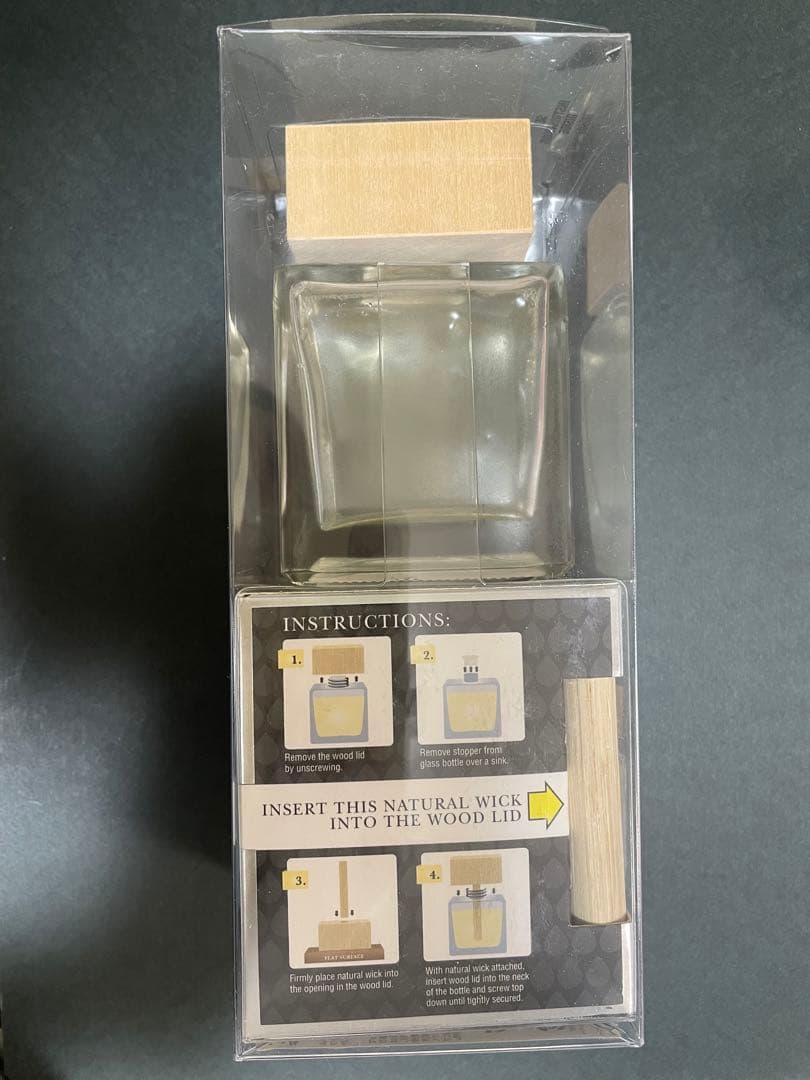 INSTRUCTIONS:
1.
Remove the wood lid
by unscrewing.
2.
Remove stopper from
glass bottle over a sink.
INSERT THIS NATURAL WICK
INTO THE WOOD LID
3.
FLAT SURFACE
Firmly place natural wick into
the opening in the wood lid.
4.
With natural wick attached,
insert wood lid into the neck
of the bottle and screw top
down until tightly secured.